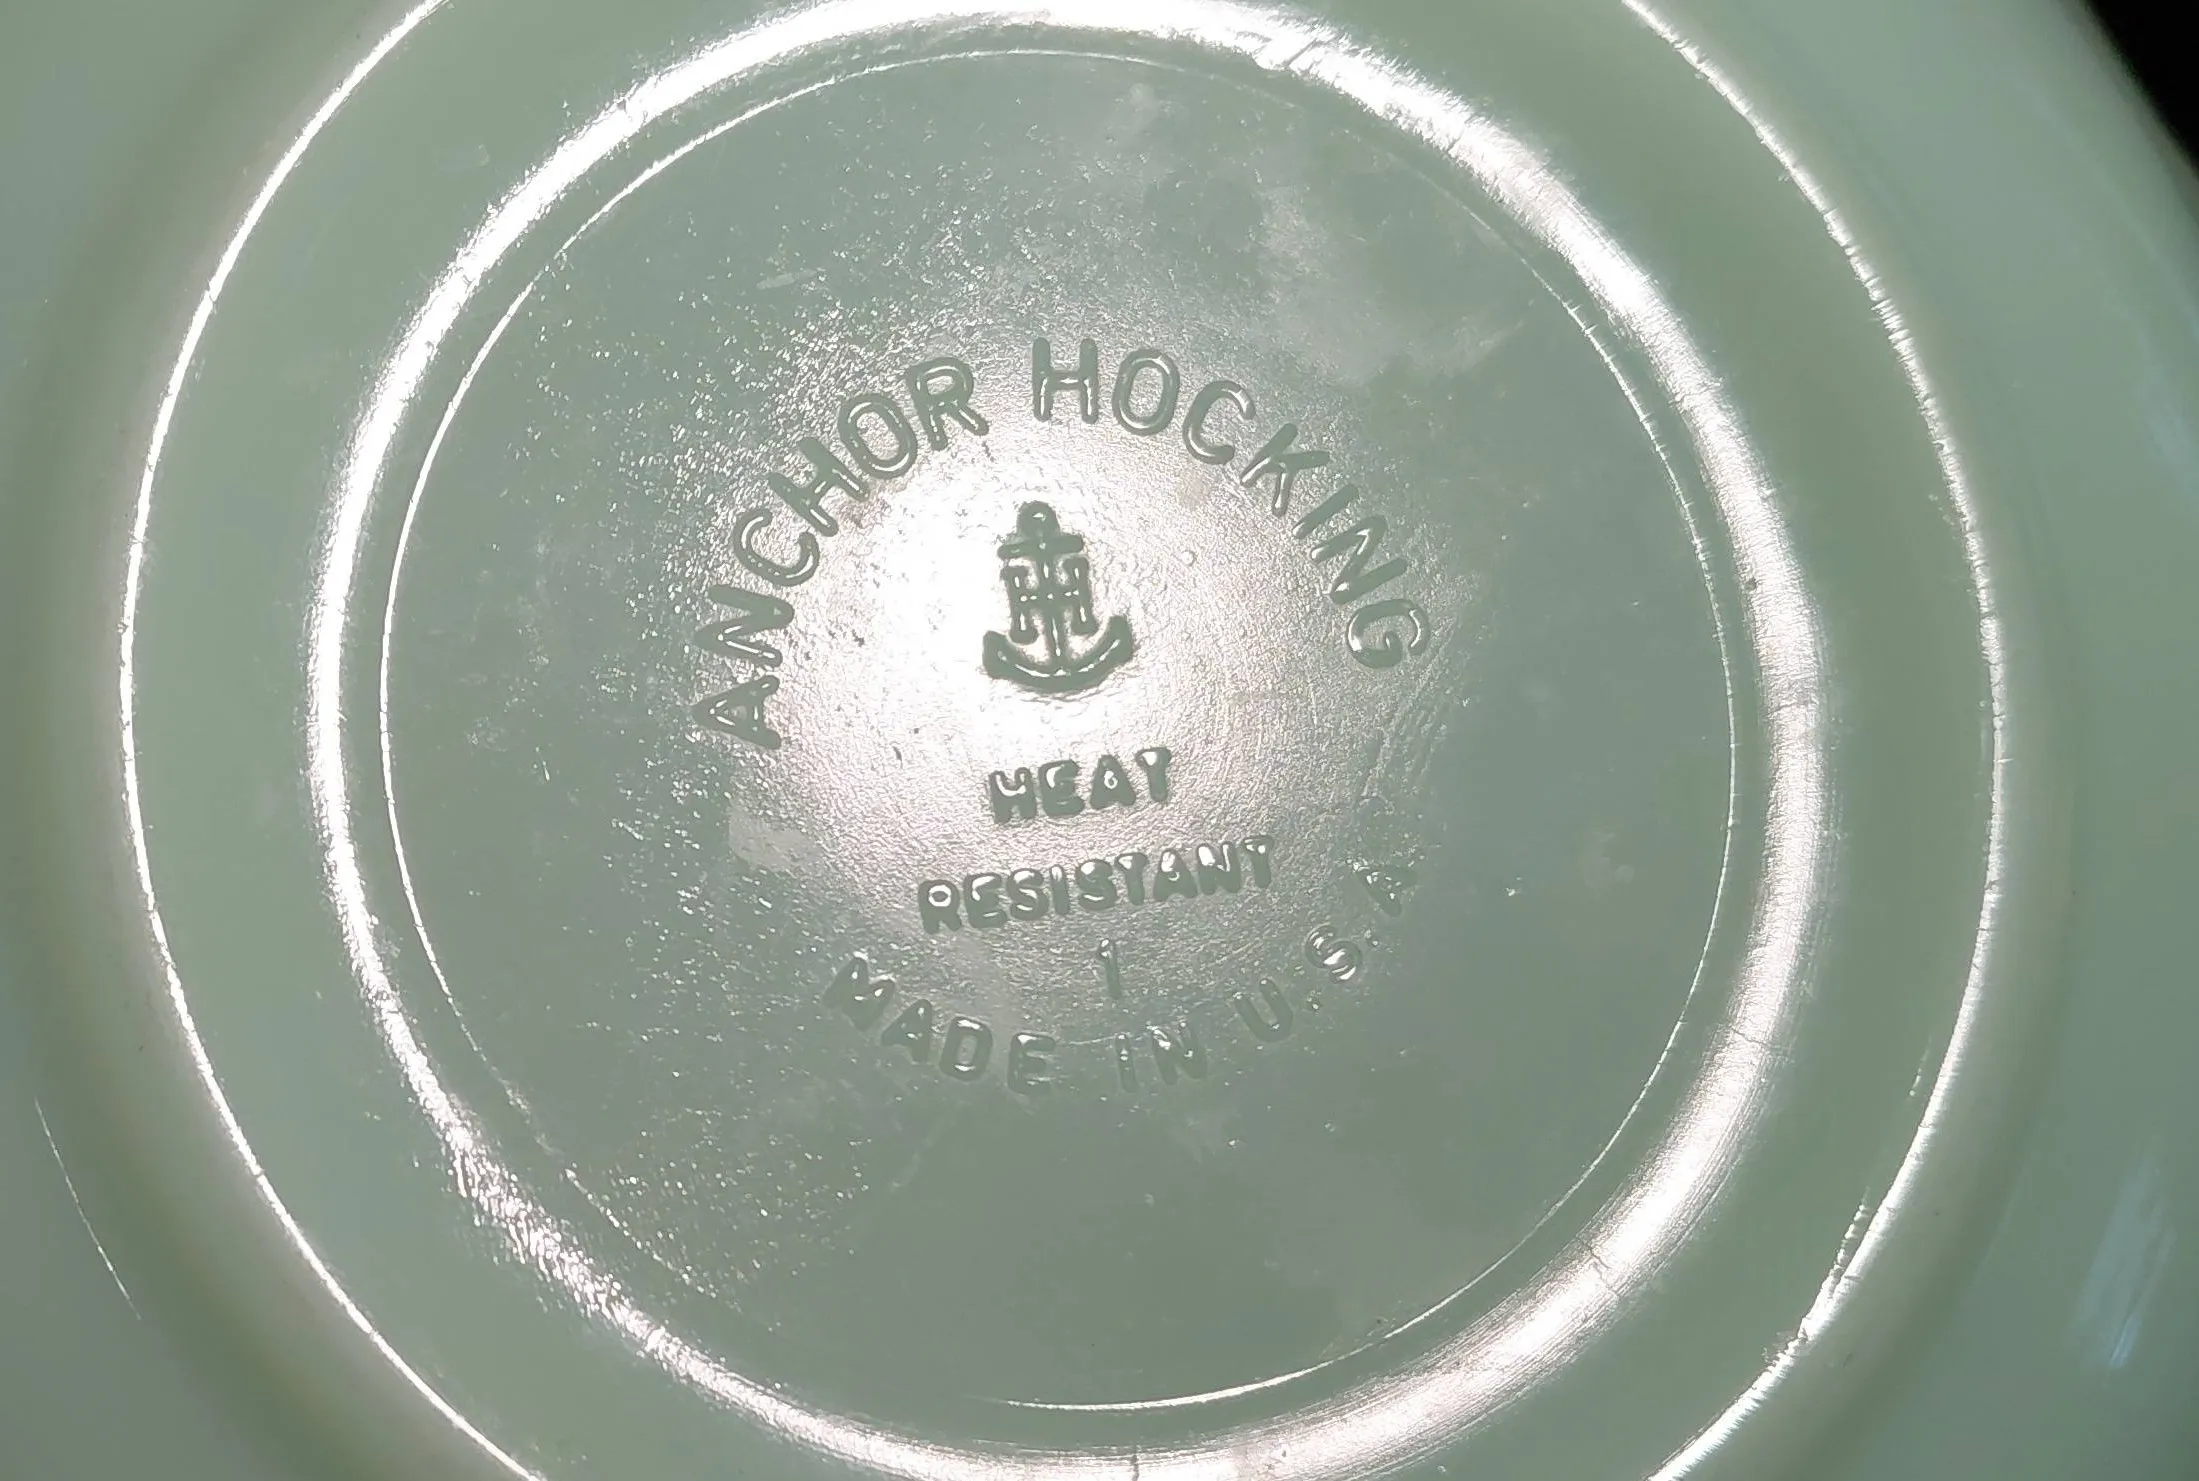 ANCHOR HOCKING
H
HEAT
RESISTANT
1
MADE IN U.S.A